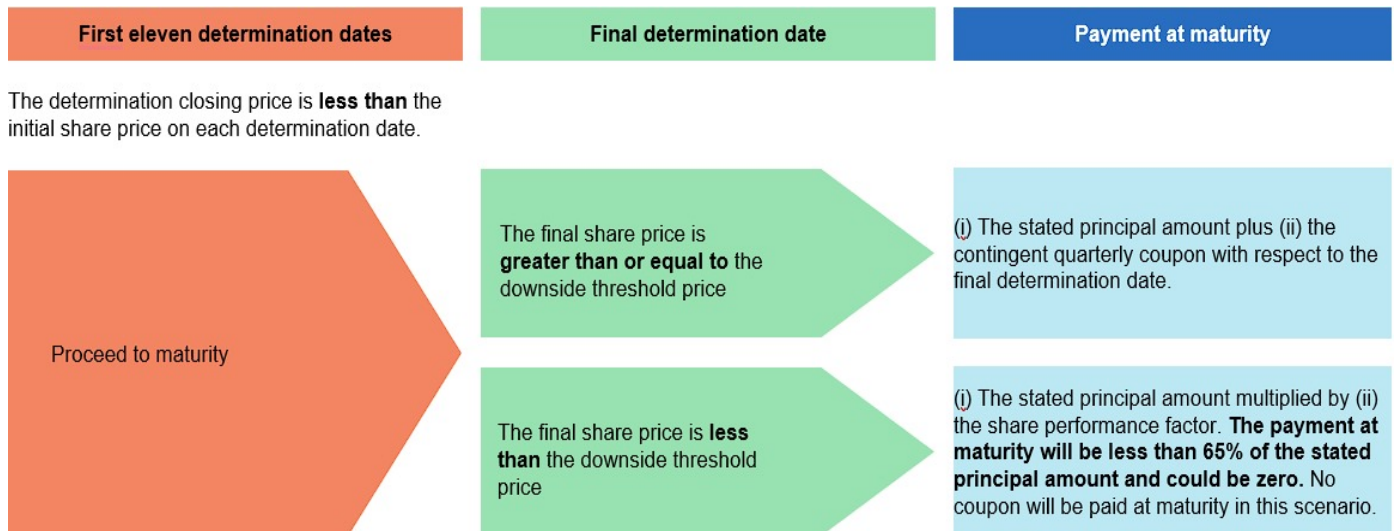 First eleven determination dates
Final determination date
Payment at maturity
The determination closing price is less than the
initial share price on each determination date.
Proceed to maturity
The final share price is
greater than or equal to the
downside threshold price
(i) The stated principal amount plus (ii) the
contingent quarterly coupon with respect to the
final determination date.
The final share price is less
than the downside threshold
price
(i) The stated principal amount multiplied by (ii)
the share performance factor. The payment at
maturity will be less than 65% of the stated
principal amount and could be zero. No
coupon will be paid at maturity in this scenario.